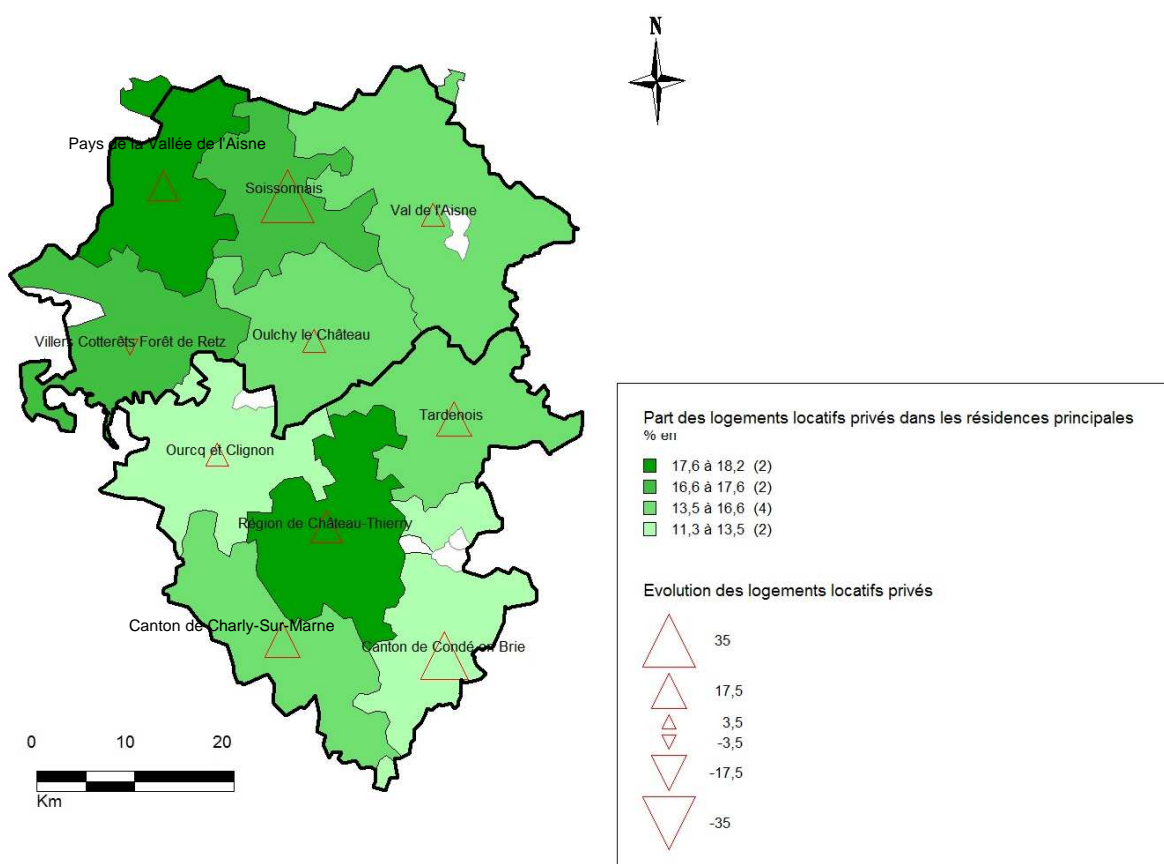 N
Pays de la Vallée de l'Aisne
Soissonnais
Val de l'Aisne
Villers Cotterêts Forêt de Retz
Oulchy le Château
Tardenois
Ourcq et Clignon
Région de Château-Thierry
Canton de Charly-Sur-Marne
Canton de Condé en Brie
0 10 20
Km
Part des logements locatifs privés dans les résidences principales
% en
17,6 à 18,2 (2)
16,6 à 17,6 (2)
13,5 à 16,6 (4)
11,3 à 13,5 (2)
Evolution des logements locatifs privés
35
17,5
3,5
-3,5
-17,5
-35